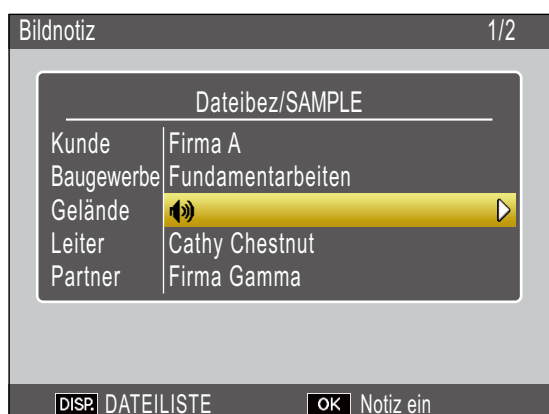 Bildnotiz 1/2
Dateibez/SAMPLE
Kunde Firma A
Baugewerbe Fundamentarbeiten
Gelände
Leiter Cathy Chestnut
Partner Firma Gamma
DISP. DATEILISTE OK Notiz ein